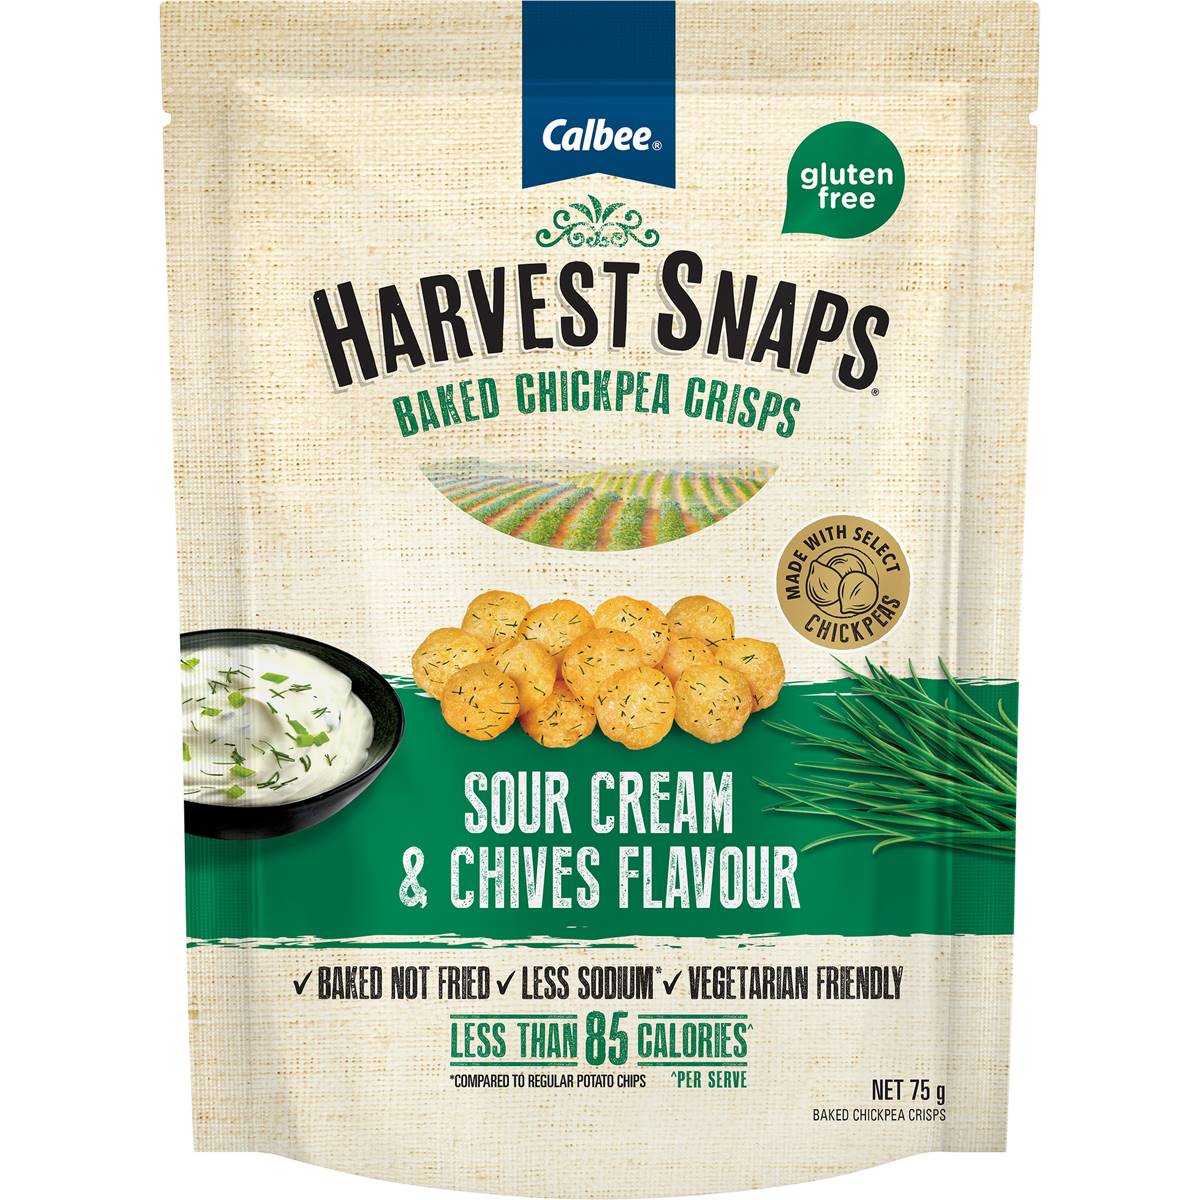 Calbee®
gluten
free
HARVEST SNAPS®
BAKED CHICKPEA CRISPS
MADE WITH SELECT
CHICKPEAS
SOUR CREAM
& CHIVES FLAVOUR
✓ BAKED NOT FRIED ✓ LESS SODIUM* ✓ VEGETARIAN FRIENDLY
LESS THAN 85 CALORIES^
*COMPARED TO REGULAR POTATO CHIPS ^PER SERVE
NET 75 g
BAKED CHICKPEA CRISPS